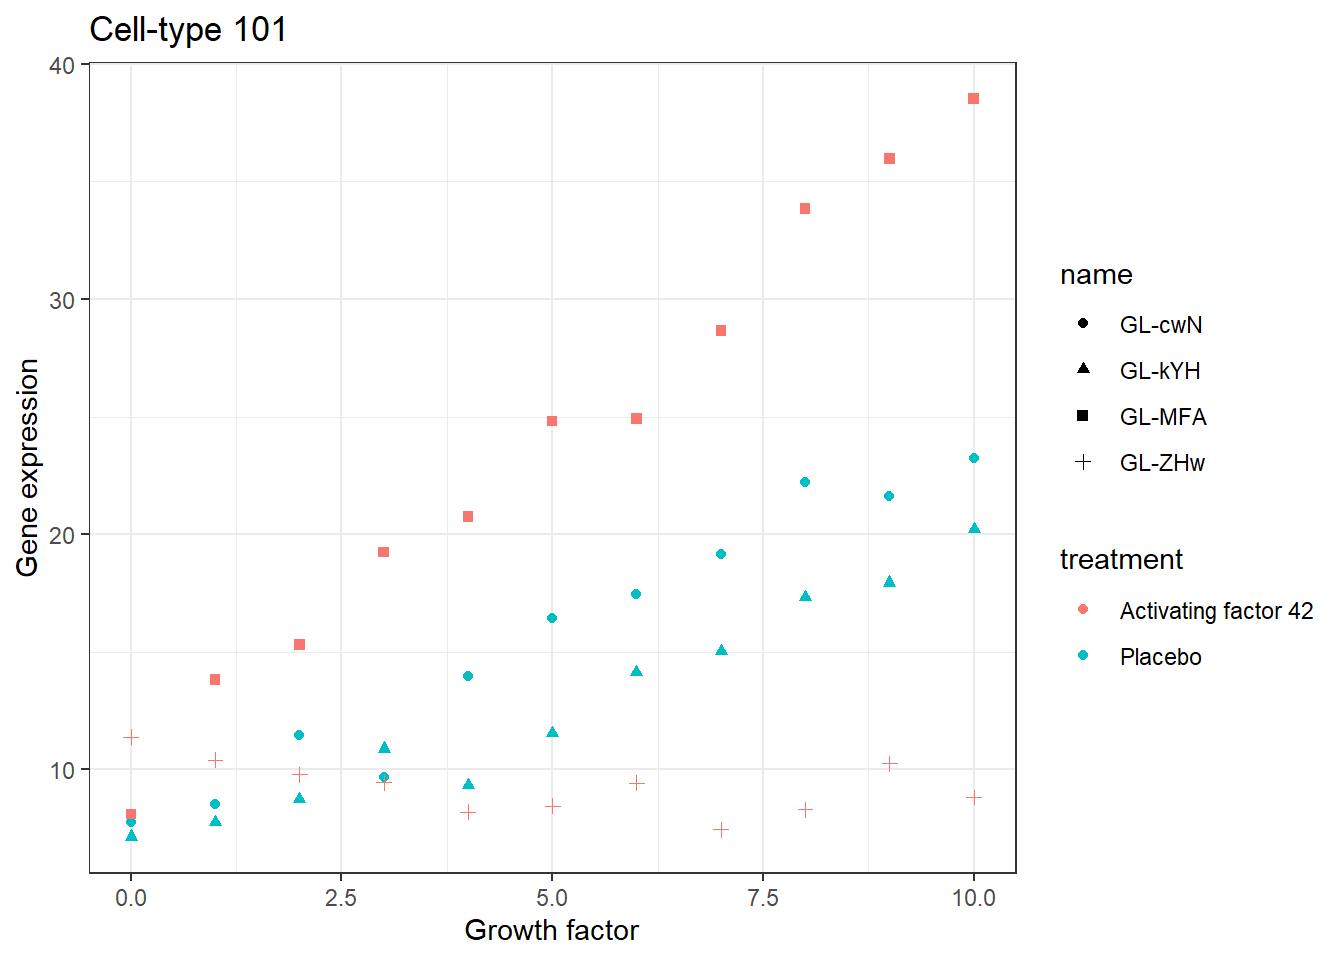 Cell-type 101
40
30
20
10
0.0 2.5 5.0 7.5 10.0
Growth factor
Gene expression
name
GL-cwN
GL-kYH
GL-MFA
GL-ZHw
treatment
Activating factor 42
Placebo